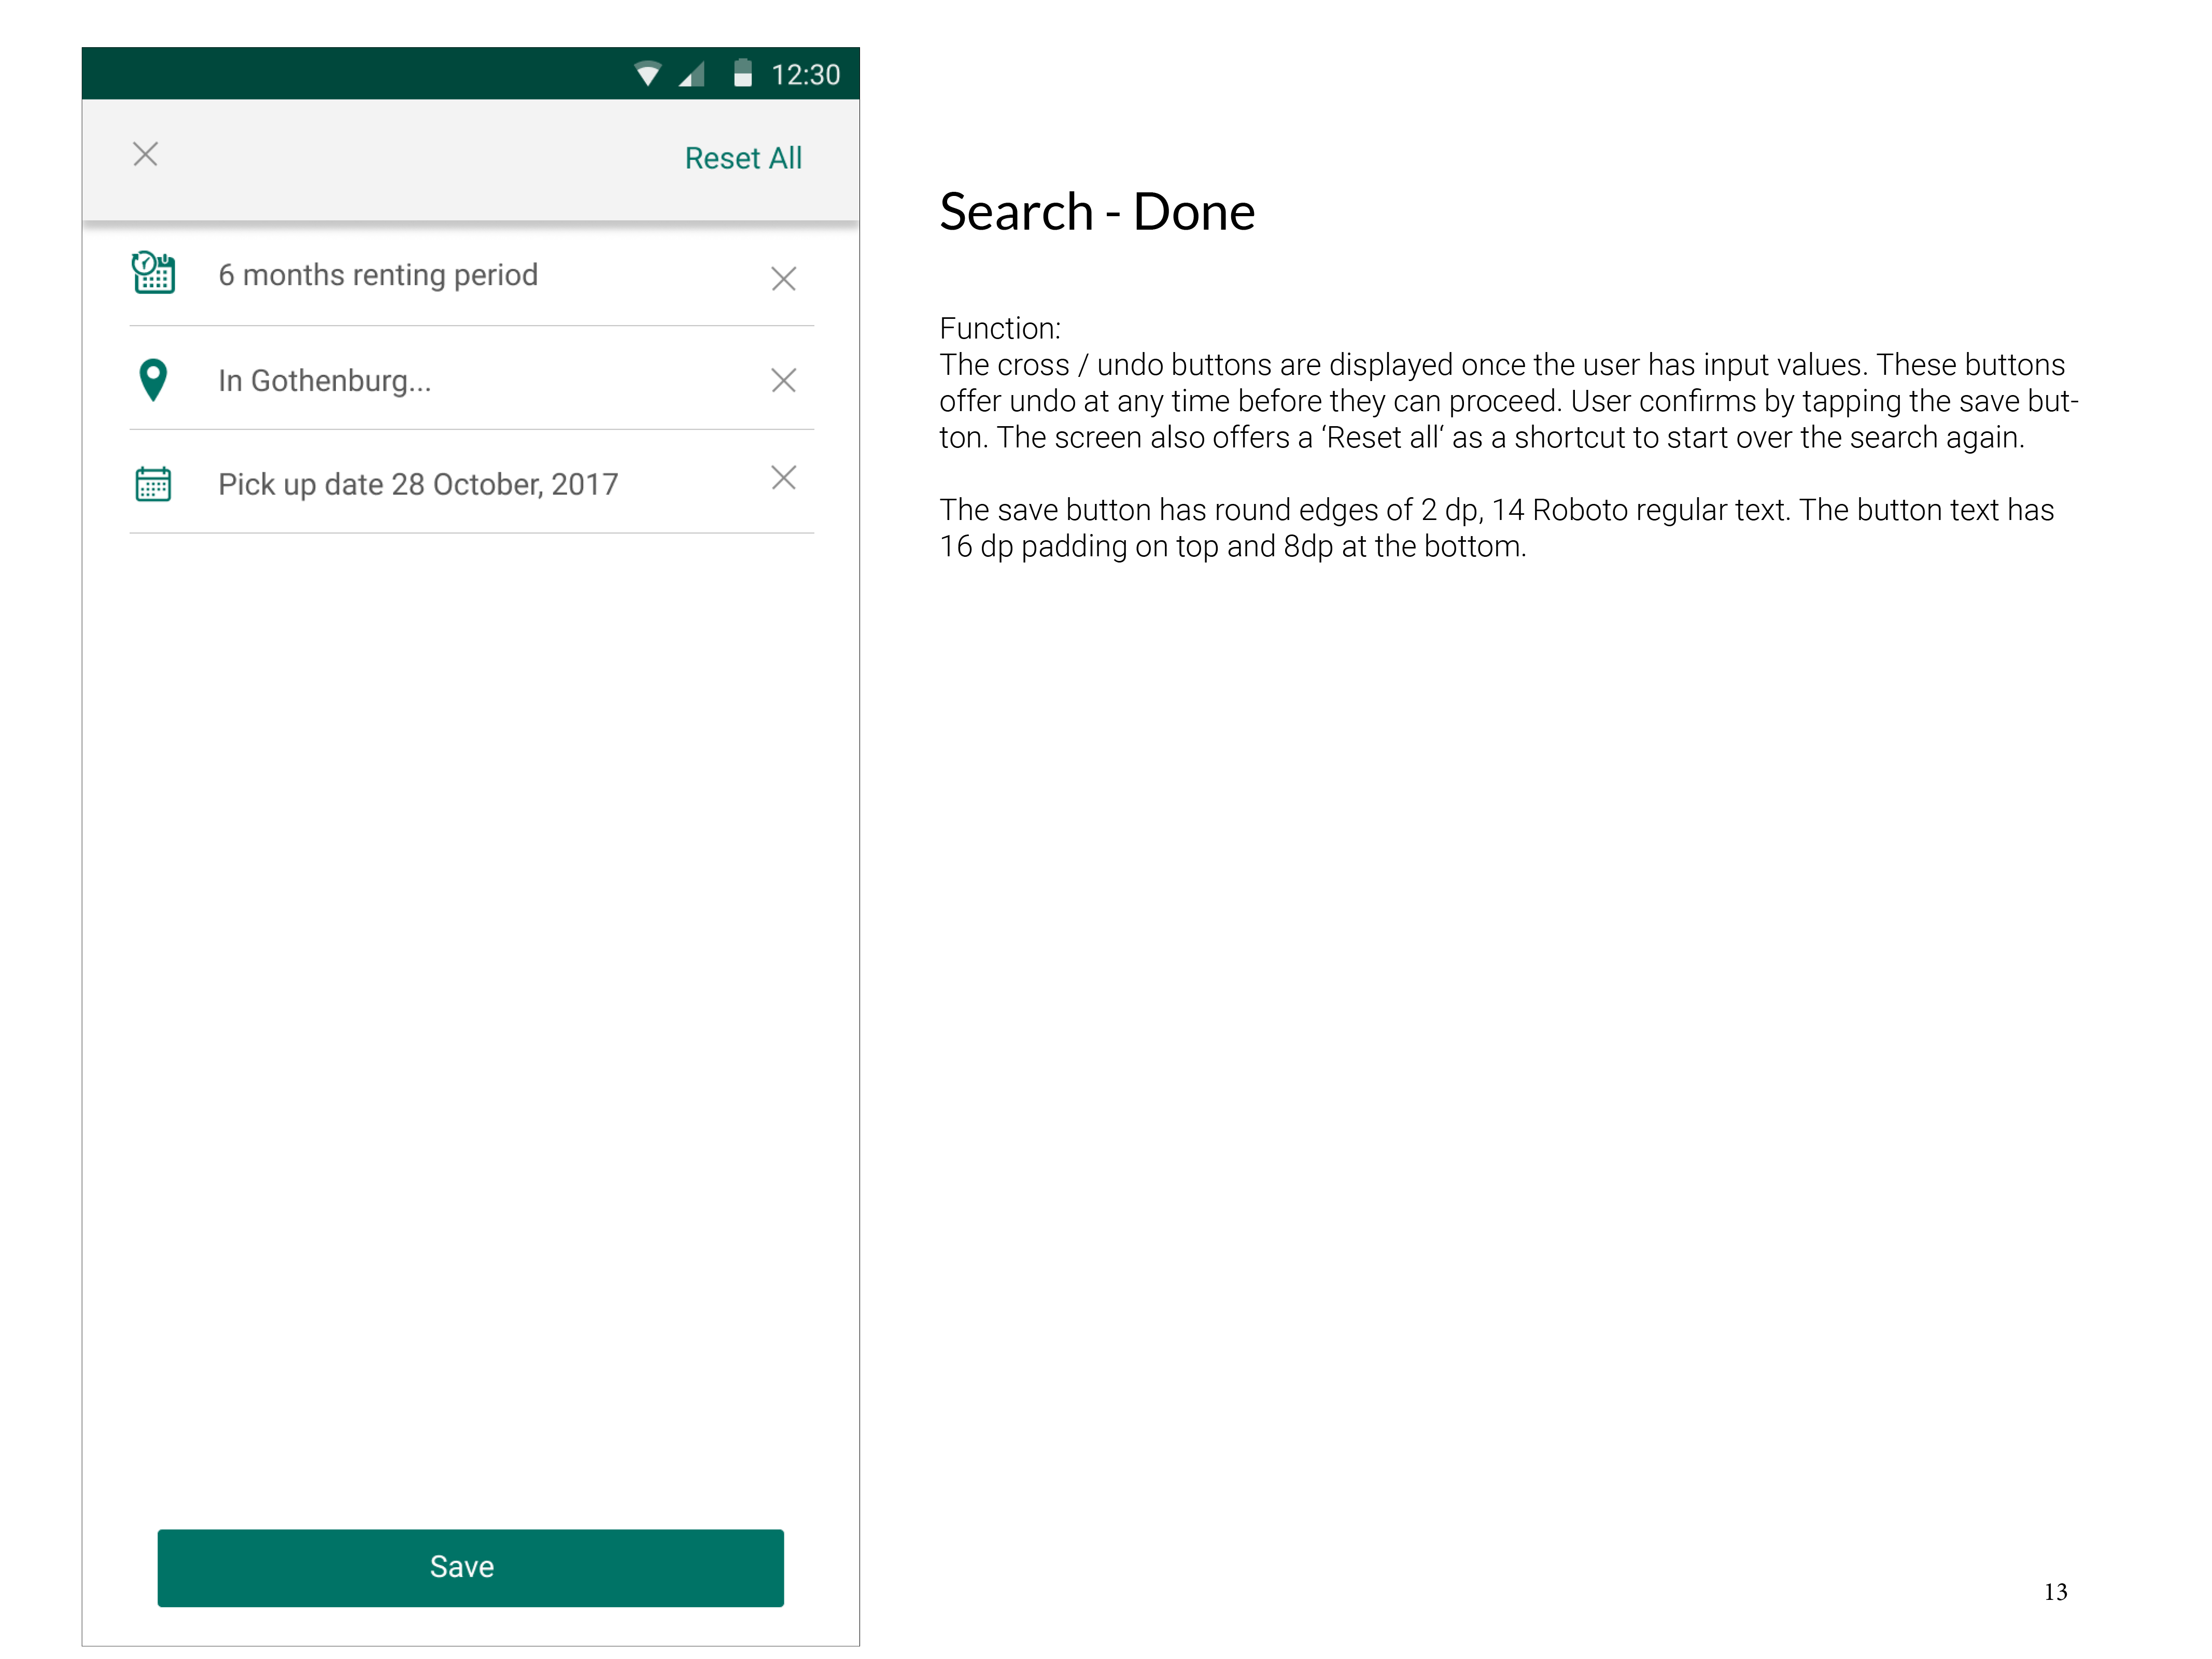 12:30
Reset All
6 months renting period
In Gothenburg...
Pick up date 28 October, 2017
Save
Search - Done
Function:
The cross / undo buttons are displayed once the user has input values. These buttons
offer undo at any time before they can proceed. User confirms by tapping the save but-
ton. The screen also offers a ‘Reset all‘ as a shortcut to start over the search again.
The save button has round edges of 2 dp, 14 Roboto regular text. The button text has
16 dp padding on top and 8dp at the bottom.
13